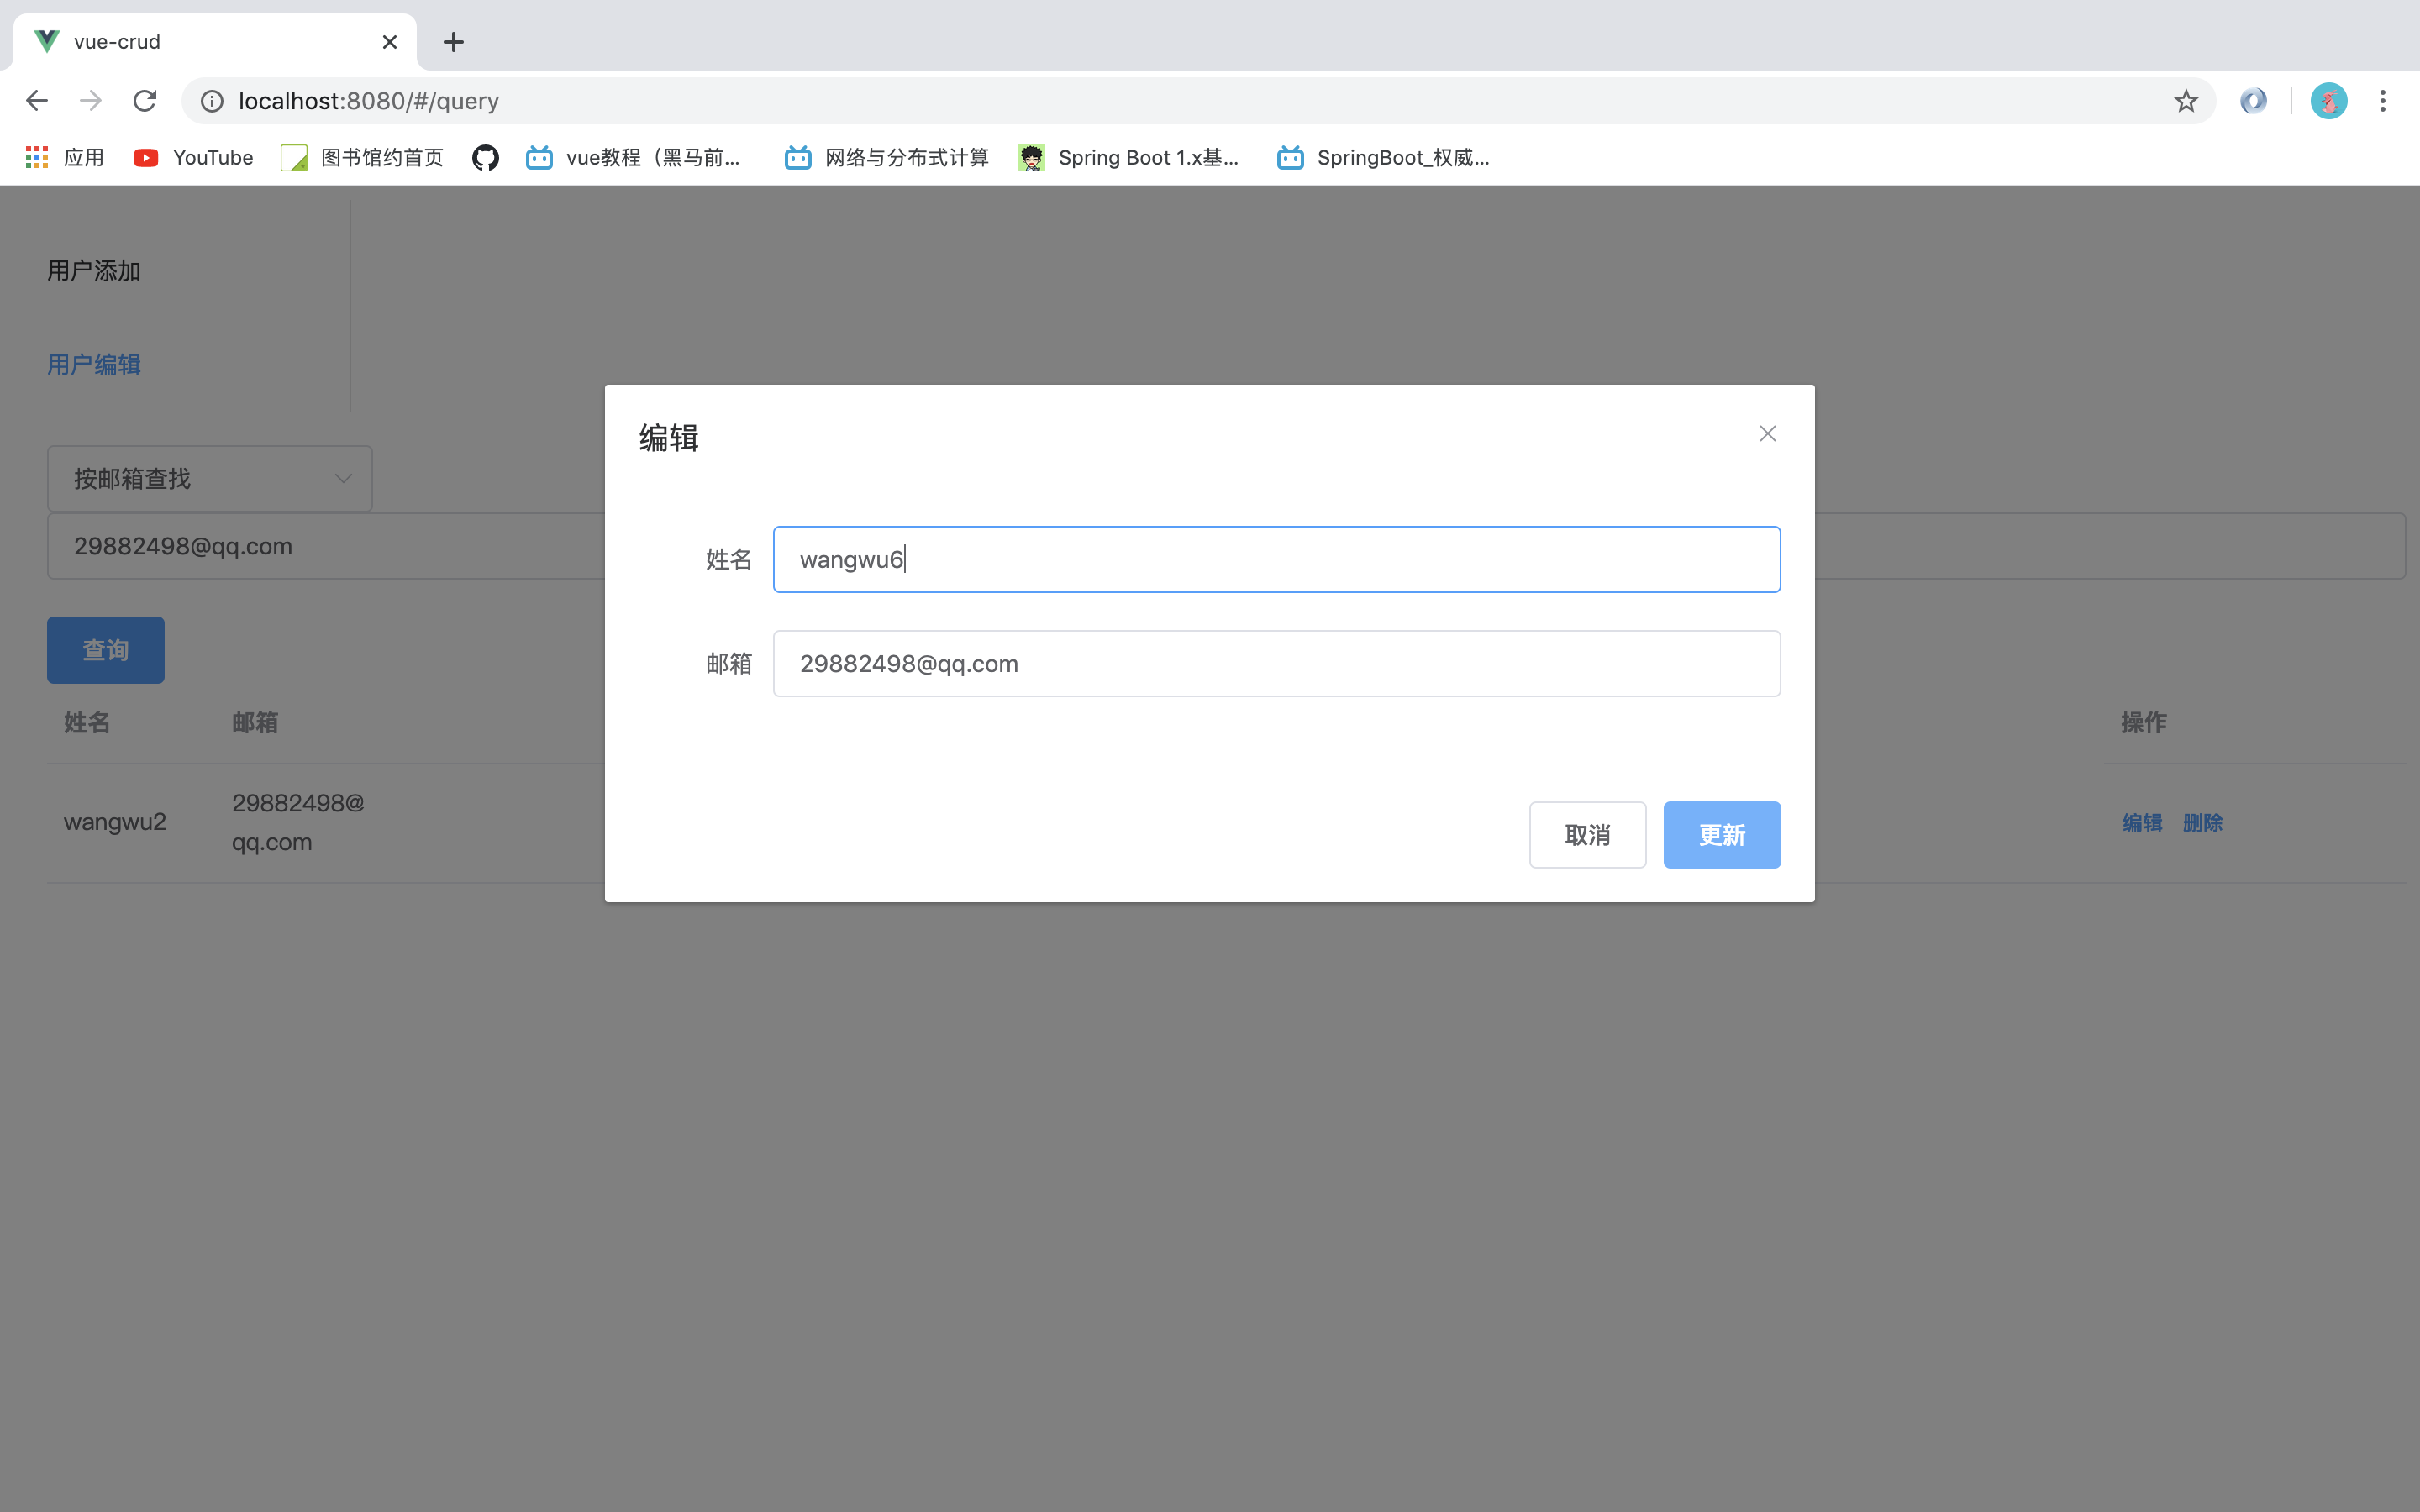 vue-crud
localhost:8080/#/query
应用 YouTube 图书馆约首页 vue教程（黑马前... 网络与分布式计算 Spring Boot 1.x基... SpringBoot_权威...
用户添加
用户编辑
按邮箱查找
29882498@qq.com
查询
姓名 邮箱 操作
wangwu2 29882498@
qq.com
编辑 删除
编辑
姓名 wangwu6
邮箱 29882498@qq.com
取消 更新